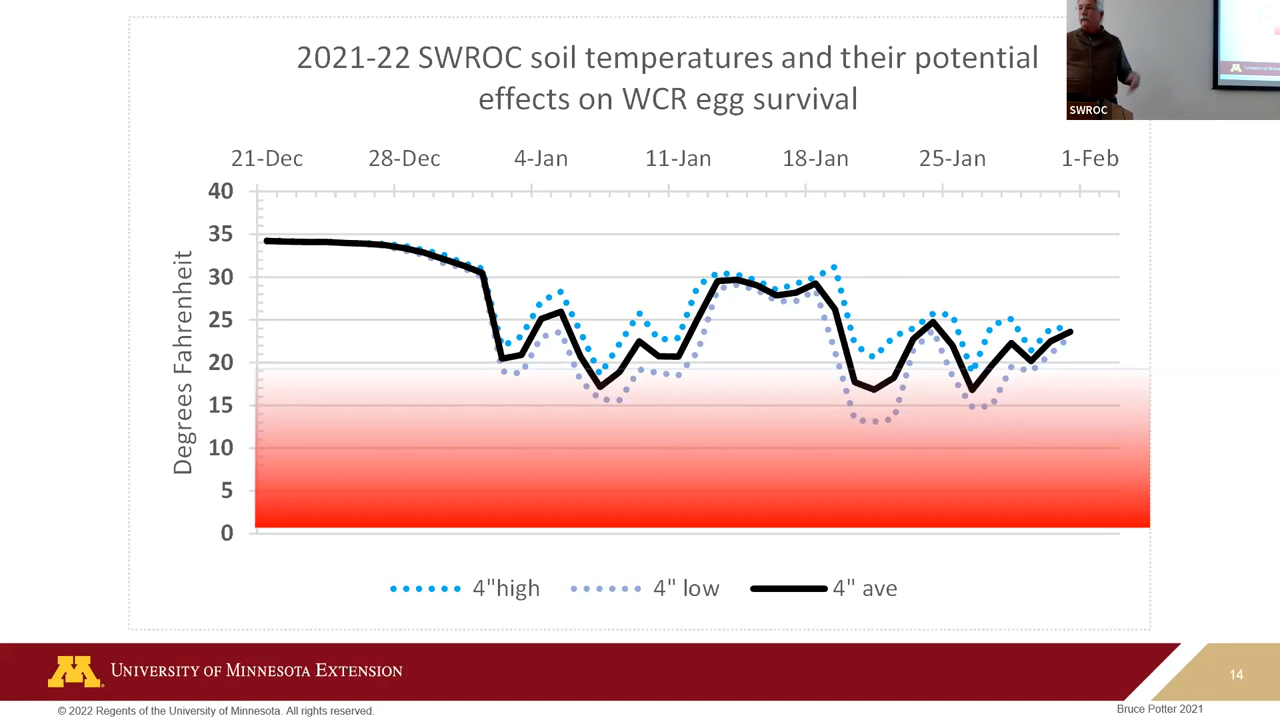 2021-22 SWROC soil temperatures and their potential
effects on WCR egg survival
SWROC
21-Dec 28-Dec 4-Jan 11-Jan 18-Jan 25-Jan 1-Feb
Degrees Fahrenheit
40
35
30
25
20
15
10
5
0
4"high 4" low 4" ave
M UNIVERSITY OF MINNESOTA EXTENSION
14
© 2022 Regents of the University of Minnesota. All rights reserved.
Bruce Potter 2021